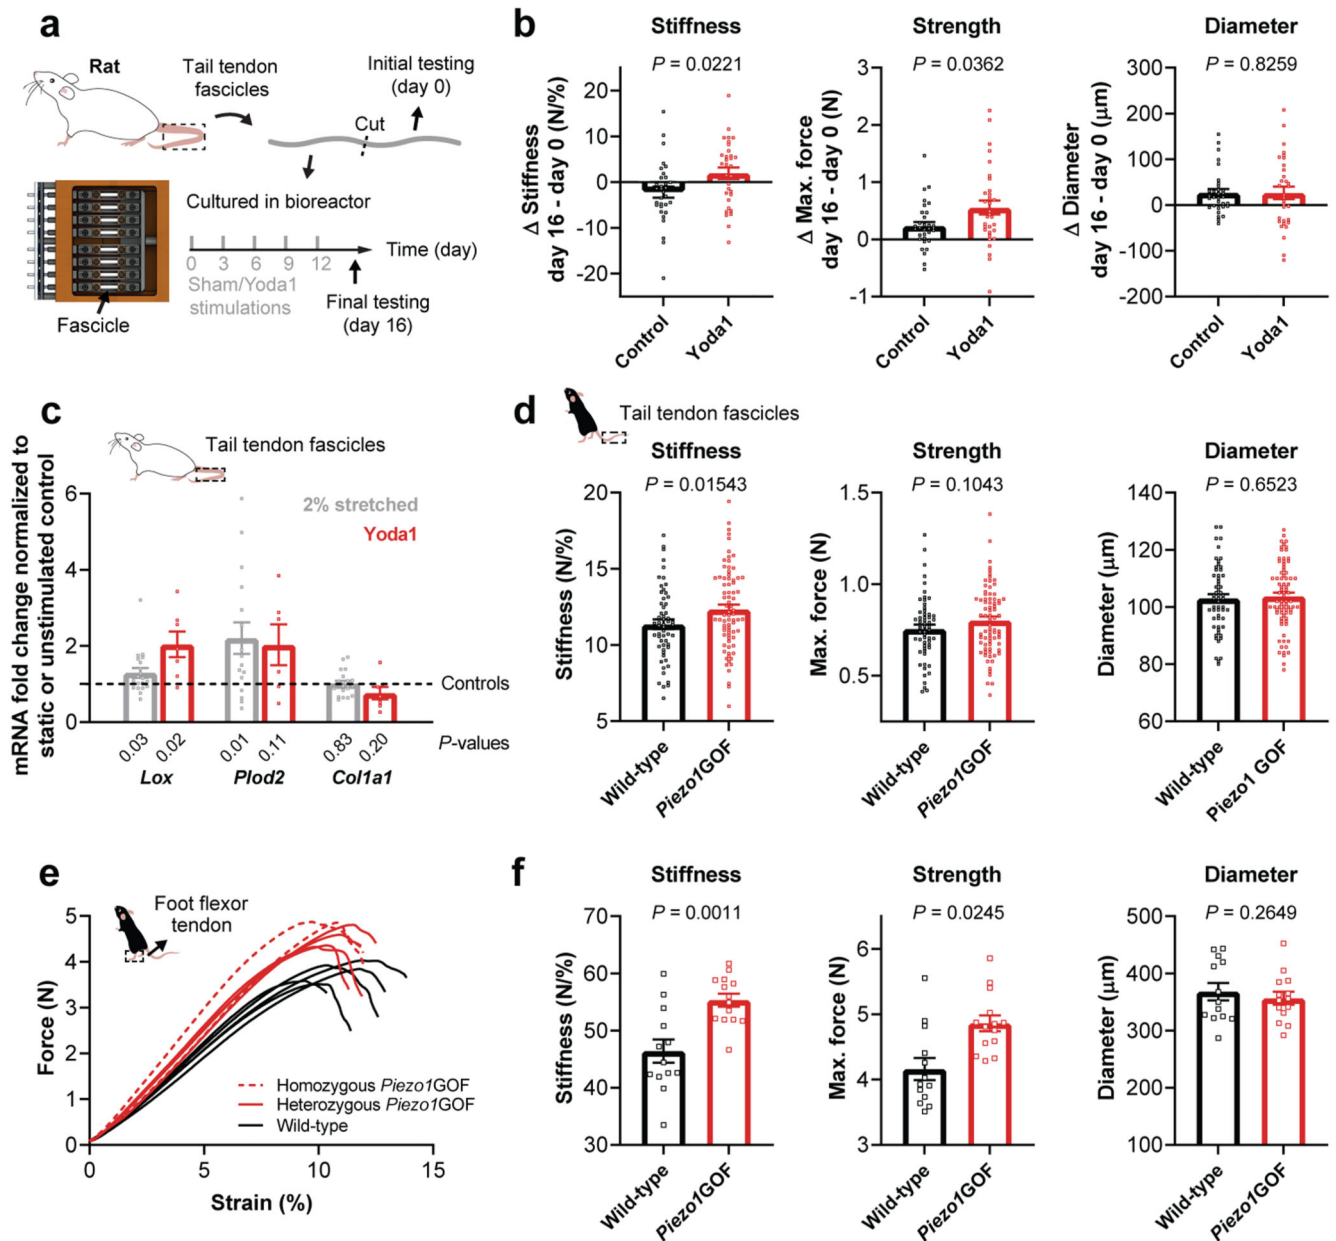 a
Rat
Tail tendon
fascicles
Initial testing
(day 0)
Cut
Cultured in bioreactor
0 3 6 9 12
Time (day)
Sham/Yoda1
stimulations
Final testing
(day 16)
Fascicle
b
Stiffness
P = 0.0221
Δ Stiffness
day 16 - day 0 (N/%)
20
10
0
-10
-20
Control
Yoda1
Strength
P = 0.0362
Δ Max. force
day 16 - day 0 (N)
3
2
1
0
-1
Control
Yoda1
Diameter
P = 0.8259
Δ Diameter
day 16 - day 0 (μm)
300
200
100
0
-100
-200
Control
Yoda1
c
Tail tendon fascicles
mRNA fold change normalized to
static or unstimulated control
6
4
2
0
2% stretched
Yoda1
Controls
0.03 0.02 0.01 0.11 0.83 0.20
P-values
Lox Plod2 Col1a1
d
Tail tendon fascicles
Stiffness
P = 0.01543
Stiffness (N/%)
20
15
10
5
Wild-type
Piezo1GOF
Strength
P = 0.1043
Max. force (N)
1.5
1.0
0.5
Wild-type
Piezo1GOF
Diameter
P = 0.6523
Diameter (μm)
140
120
100
80
60
Wild-type
Piezo1 GOF
e
Foot flexor
tendon
Force (N)
5
4
3
2
1
0
Homozygous Piezo1GOF
Heterozygous Piezo1GOF
Wild-type
0 5 10 15
Strain (%)
f
Stiffness
P = 0.0011
Stiffness (N/%)
70
60
50
40
30
Wild-type
Piezo1GOF
Strength
P = 0.0245
Max. force (N)
6
5
4
3
Wild-type
Piezo1GOF
Diameter
P = 0.2649
Diameter (μm)
500
400
300
200
100
Wild-type
Piezo1GOF